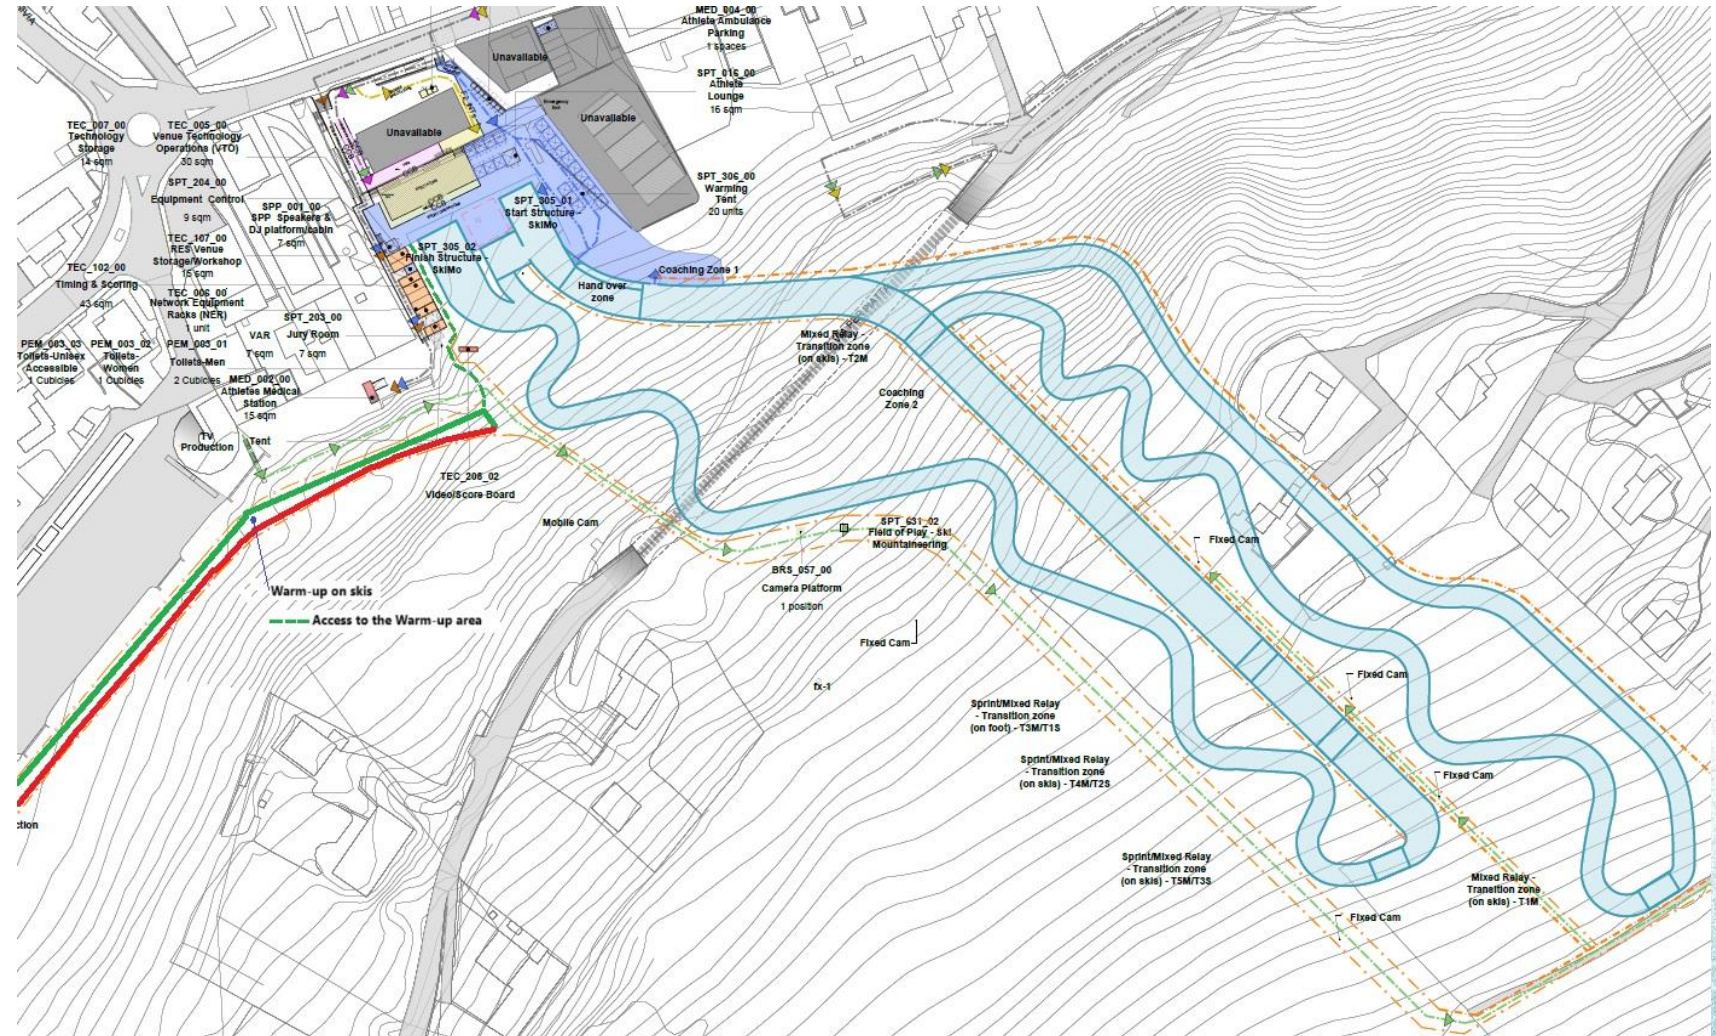 MED_004_00
Athlete Ambulance
Parking
1 spaces
Unavailable
SPT_016_00
Athlete
Lounge
16 sqm
Emergency
Exit
Unavailable
Unavailable
TEC_007_00
Technology
Storage
14 sqm
TEC_005_00
Venue Technology
Operations (VTO)
30 sqm
SPT_204_00
Equipment Control
9 sqm
SPP_001_00
SPP Speakers &
DJ platform/cabin
7 sqm
SPT_306_00
Warming
Tent
20 units
SPT_305_01
Start Structure -
SkiMo
SPT_305_02
Finish Structure -
SkiMo
TEC_107_00
RES Venue
Storage/Workshop
15 sqm
TEC_102_00
Timing & Scoring
43 sqm
TEC_006_00
Network Equipment
Racks (NER)
1 unit
Coaching Zone 1
Hand over
zone
SPT_203_00
Jury Room
7 sqm
VAR
7 sqm
PEM_003_03
Toilets-Unisex
Accessible
1 Cubicles
PEM_003_02
Toilets-
Women
1 Cubicles
PEM_003_01
Toilets-Men
2 Cubicles
MED_002_00
Athletes Medical
Station
15 sqm
Mixed Relay -
Transition zone
(on skis) - T2M
Coaching
Zone 2
TV
Production
Tent
TEC_208_02
Video/Score Board
Mobile Cam
SPT_631_02
Field of Play - Ski
Mountaineering
Fixed Cam
BRS_057_00
Camera Platform
1 position
Warm-up on skis
Access to the Warm-up area
Fixed Cam
Fixed Cam
fx-1
Sprint/Mixed Relay
- Transition zone
(on foot) - T3M/T1S
Sprint/Mixed Relay
- Transition zone
(on skis) - T4M/T2S
Fixed Cam
ction
Sprint/Mixed Relay
- Transition zone
(on skis) - T5M/T3S
Mixed Relay -
Transition zone
(on skis) - T1M
Fixed Cam